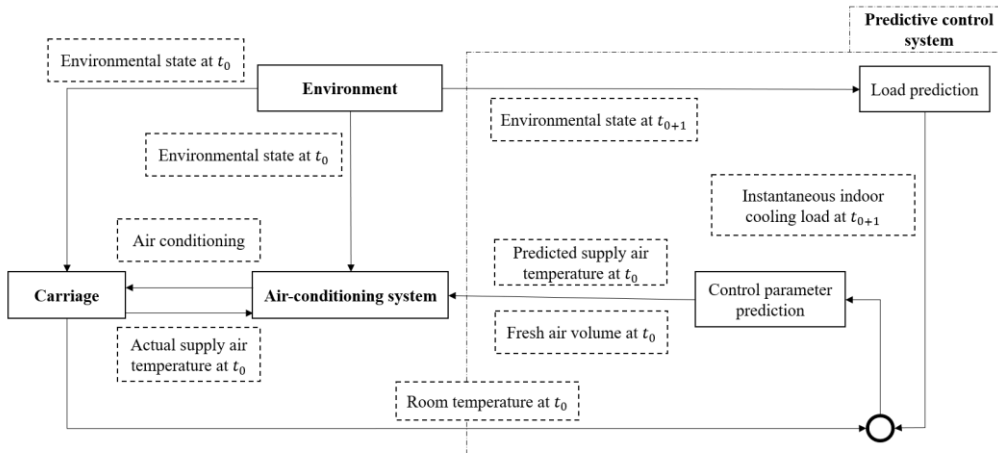 Predictive control
system
Environmental state at t₀
Environment
Load prediction
Environmental state at t₀₊₁
Environmental state at t₀
Instantaneous indoor
cooling load at t₀₊₁
Air conditioning
Predicted supply air
temperature at t₀
Carriage
Air-conditioning system
Control parameter
prediction
Fresh air volume at t₀
Actual supply air
temperature at t₀
Room temperature at t₀